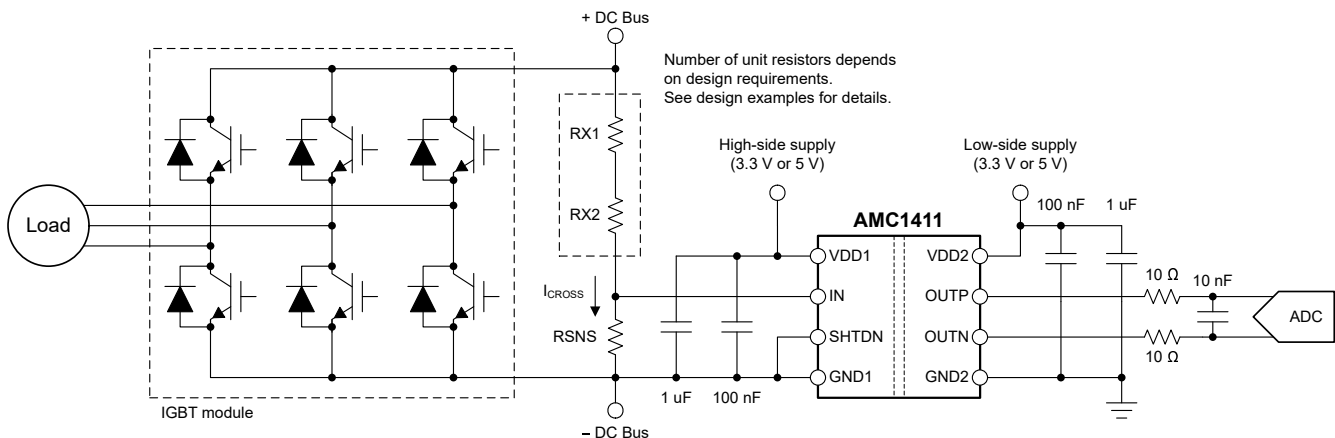 + DC Bus
Number of unit resistors depends
on design requirements.
See design examples for details.
RX1
RX2
High-side supply
(3.3 V or 5 V)
Low-side supply
(3.3 V or 5 V)
100 nF
1 uF
AMC1411
Load
VDD1
VDD2
10 Ω
10 nF
ICROSS
IN
OUTP
ADC
RSNS
SHTDN
OUTN
10 Ω
GND1
GND2
1 uF
100 nF
IGBT module
– DC Bus